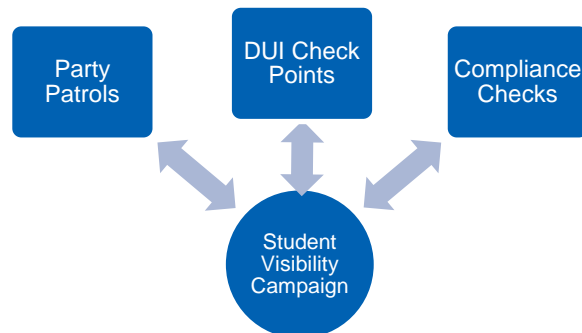 Party
Patrols
DUI Check
Points
Compliance
Checks
Student
Visibility
Campaign